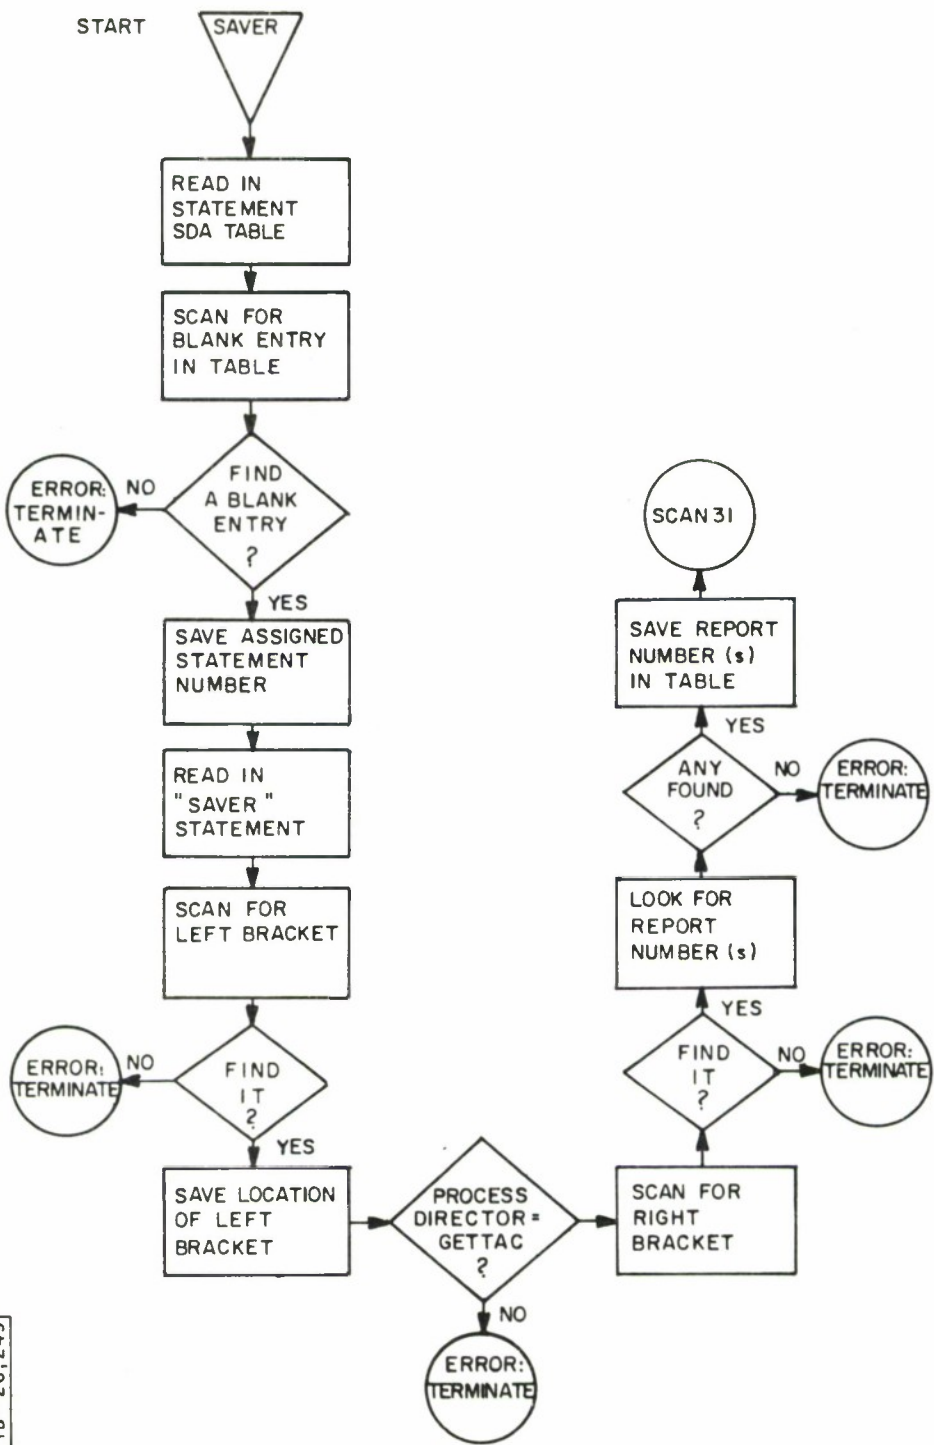 START
SAVER
READ IN
STATEMENT
SDA TABLE
SCAN FOR
BLANK ENTRY
IN TABLE
FIND
A BLANK
ENTRY
?
NO
ERROR:
TERMIN-
ATE
YES
SAVE ASSIGNED
STATEMENT
NUMBER
READ IN
"SAVER"
STATEMENT
SCAN FOR
LEFT BRACKET
FIND
IT
?
NO
ERROR:
TERMINATE
YES
SAVE LOCATION
OF LEFT
BRACKET
PROCESS
DIRECTOR =
GETTAC
?
NO
ERROR:
TERMINATE
SCAN FOR
RIGHT
BRACKET
FIND
IT
?
NO
ERROR:
TERMINATE
YES
LOOK FOR
REPORT
NUMBER (s)
ANY
FOUND
?
NO
ERROR:
TERMINATE
YES
SAVE REPORT
NUMBER (s)
IN TABLE
SCAN 31